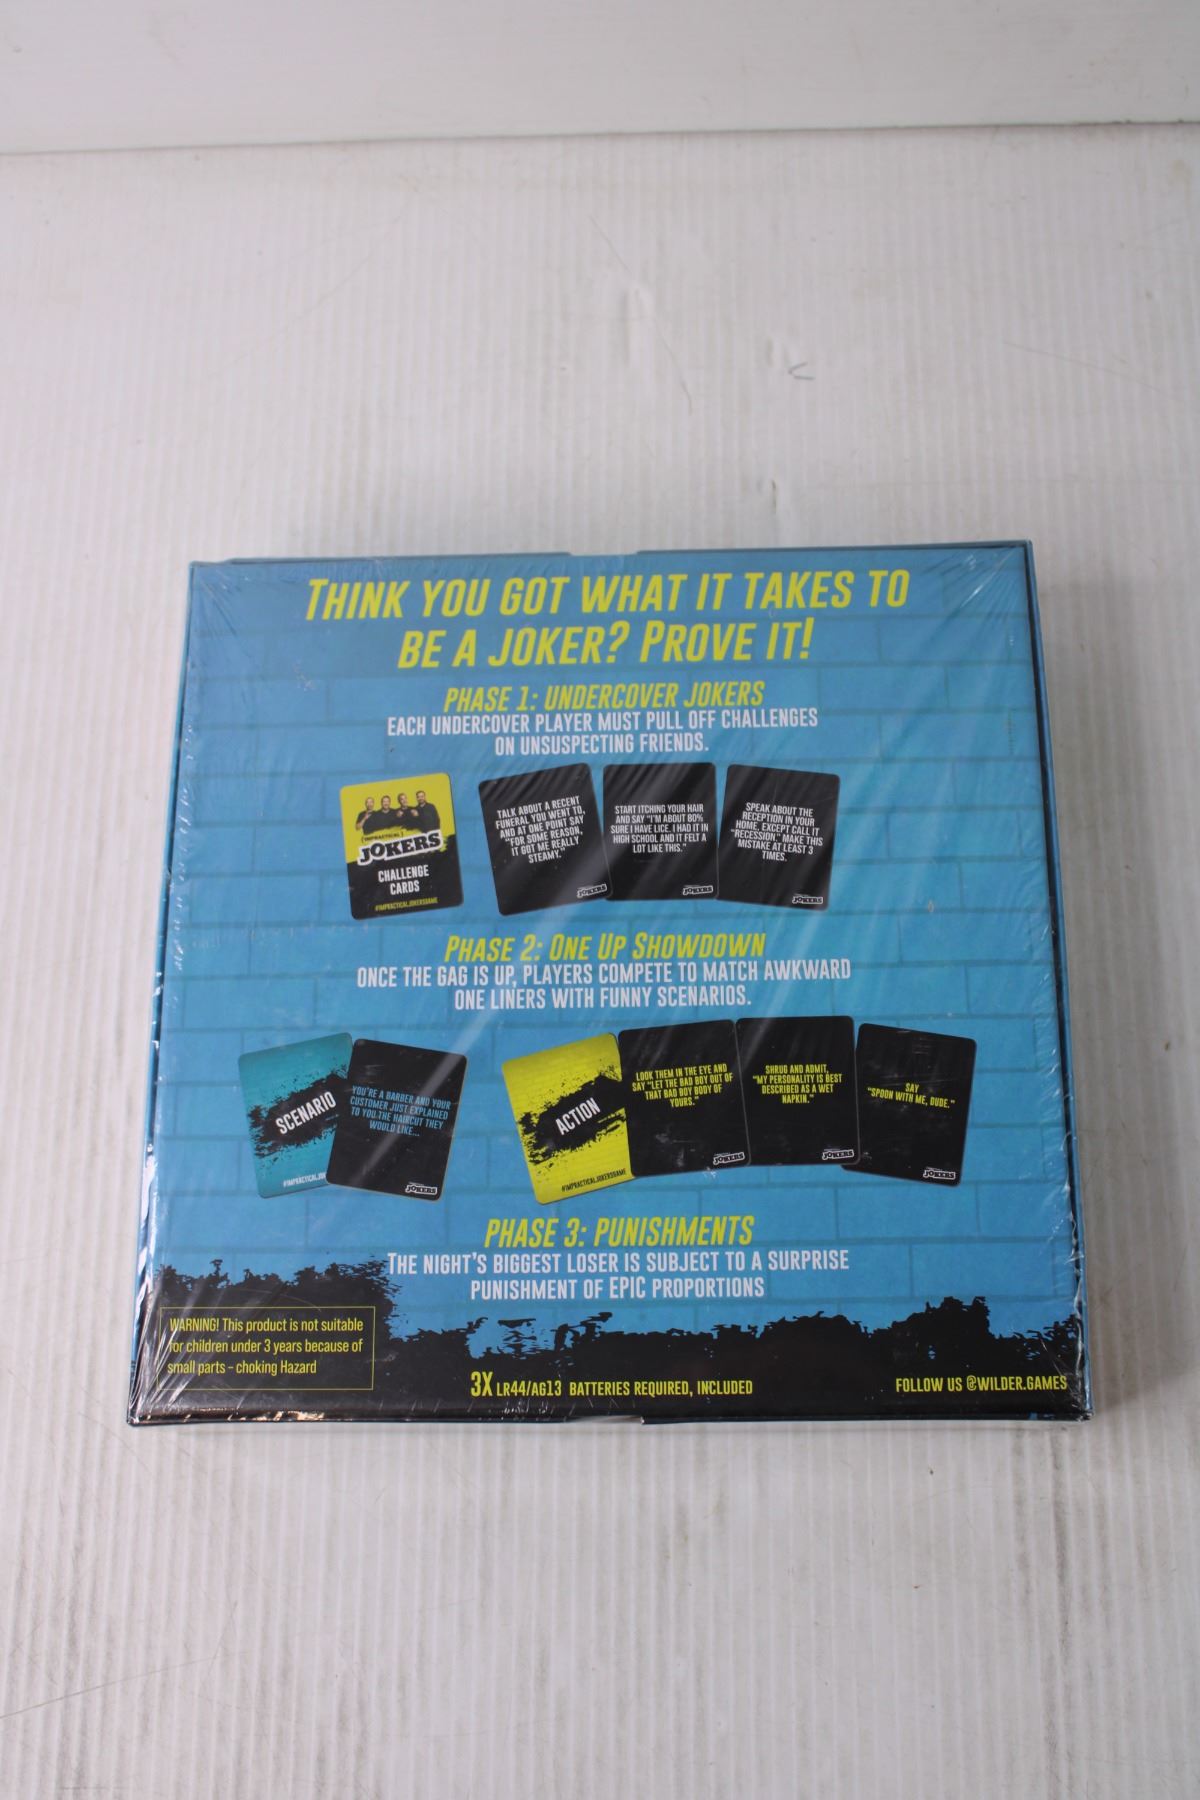 THINK YOU GOT WHAT IT TAKES TO
BE A JOKER? PROVE IT!
PHASE 1: UNDERCOVER JOKERS
EACH UNDERCOVER PLAYER MUST PULL OFF CHALLENGES
ON UNSUSPECTING FRIENDS.
IMPRACTICAL
JOKERS
CHALLENGE
CARDS
#IMPRACTICALJOKERSGAME
TALK ABOUT A RECENT
FUNERAL YOU WENT TO,
AND AT ONE POINT SAY
"FOR SOME REASON,
IT GOT ME REALLY
STEAMY."
JOKERS
START ITCHING YOUR HAIR
AND SAY "I'M ABOUT 80%
SURE I HAVE LICE. I HAD IT IN
HIGH SCHOOL AND IT FELT A
LOT LIKE THIS."
JOKERS
SPEAK ABOUT THE
RECEPTION IN YOUR
HOME, EXCEPT CALL IT
"RECESSION." MAKE THIS
MISTAKE AT LEAST 3
TIMES.
JOKERS
PHASE 2: ONE UP SHOWDOWN
ONCE THE GAG IS UP, PLAYERS COMPETE TO MATCH AWKWARD
ONE LINERS WITH FUNNY SCENARIOS.
SCENARIO
#IMPRACTICALJOK
YOU'RE A BARBER AND YOUR
CUSTOMER JUST EXPLAINED
TO YOU THE HAIRCUT THEY
WOULD LIKE...
JOKERS
ACTION
#IMPRACTICALJOKERSGAME
LOOK THEM IN THE EYE AND
SAY "LET THE BAD BOY OUT OF
THAT BAD BOY BODY OF
YOURS."
JOKERS
SHRUG AND ADMIT,
"MY PERSONALITY IS BEST
DESCRIBED AS A WET
NAPKIN."
JOKERS
SAY
"SPOON WITH ME, DUDE."
JOKERS
PHASE 3: PUNISHMENTS
THE NIGHT'S BIGGEST LOSER IS SUBJECT TO A SURPRISE
PUNISHMENT OF EPIC PROPORTIONS
WARNING! This product is not suitable
for children under 3 years because of
small parts – choking Hazard
3X LR44/AG13 BATTERIES REQUIRED, INCLUDED
FOLLOW US @WILDER.GAMES